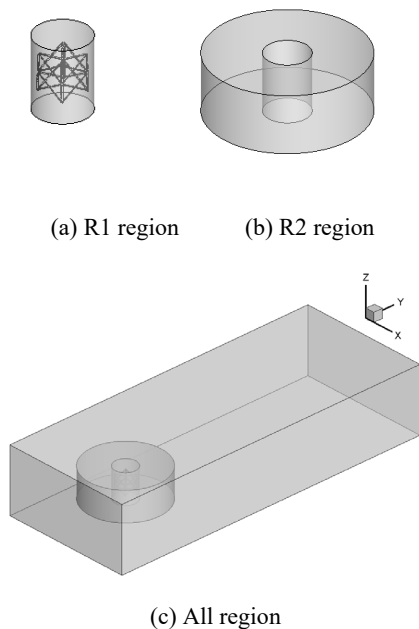 (a) R1 region
(b) R2 region
Z
Y
X
(c) All region